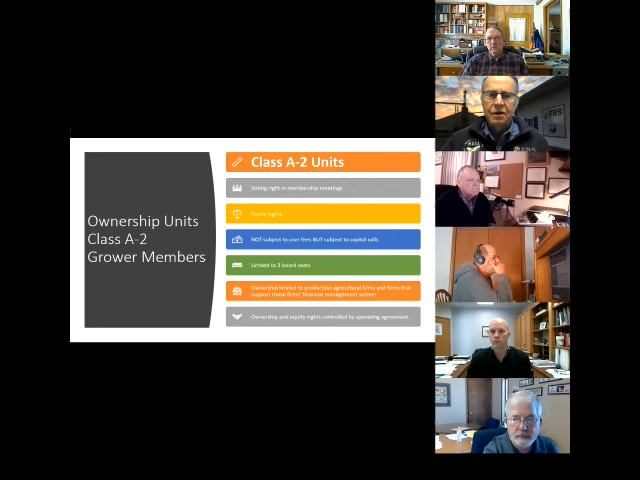 Ownership Units
Class A-2
Grower Members
Class A-2 Units
Voting right in membership meetings
Equity rights
NOT subject to user fees BUT subject to capital calls
Limited to 3 board seats
Ownership limited to production agricultural firms and firms that
support those firms' financial management system
Ownership and equity rights controlled by operating agreement
FBS